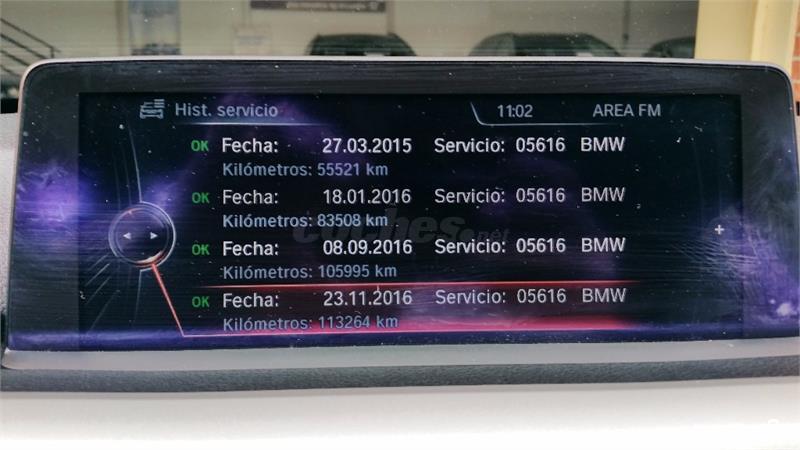 Hist. servicio 11:02 AREA FM
OK Fecha: 27.03.2015 Servicio: 05616 BMW
Kilómetros: 55521 km
OK Fecha: 18.01.2016 Servicio: 05616 BMW
Kilómetros: 83508 km
coches.net
OK Fecha: 08.09.2016 Servicio: 05616 BMW
Kilómetros: 105995 km
OK Fecha: 23.11.2016 Servicio: 05616 BMW
Kilómetros: 113264 km